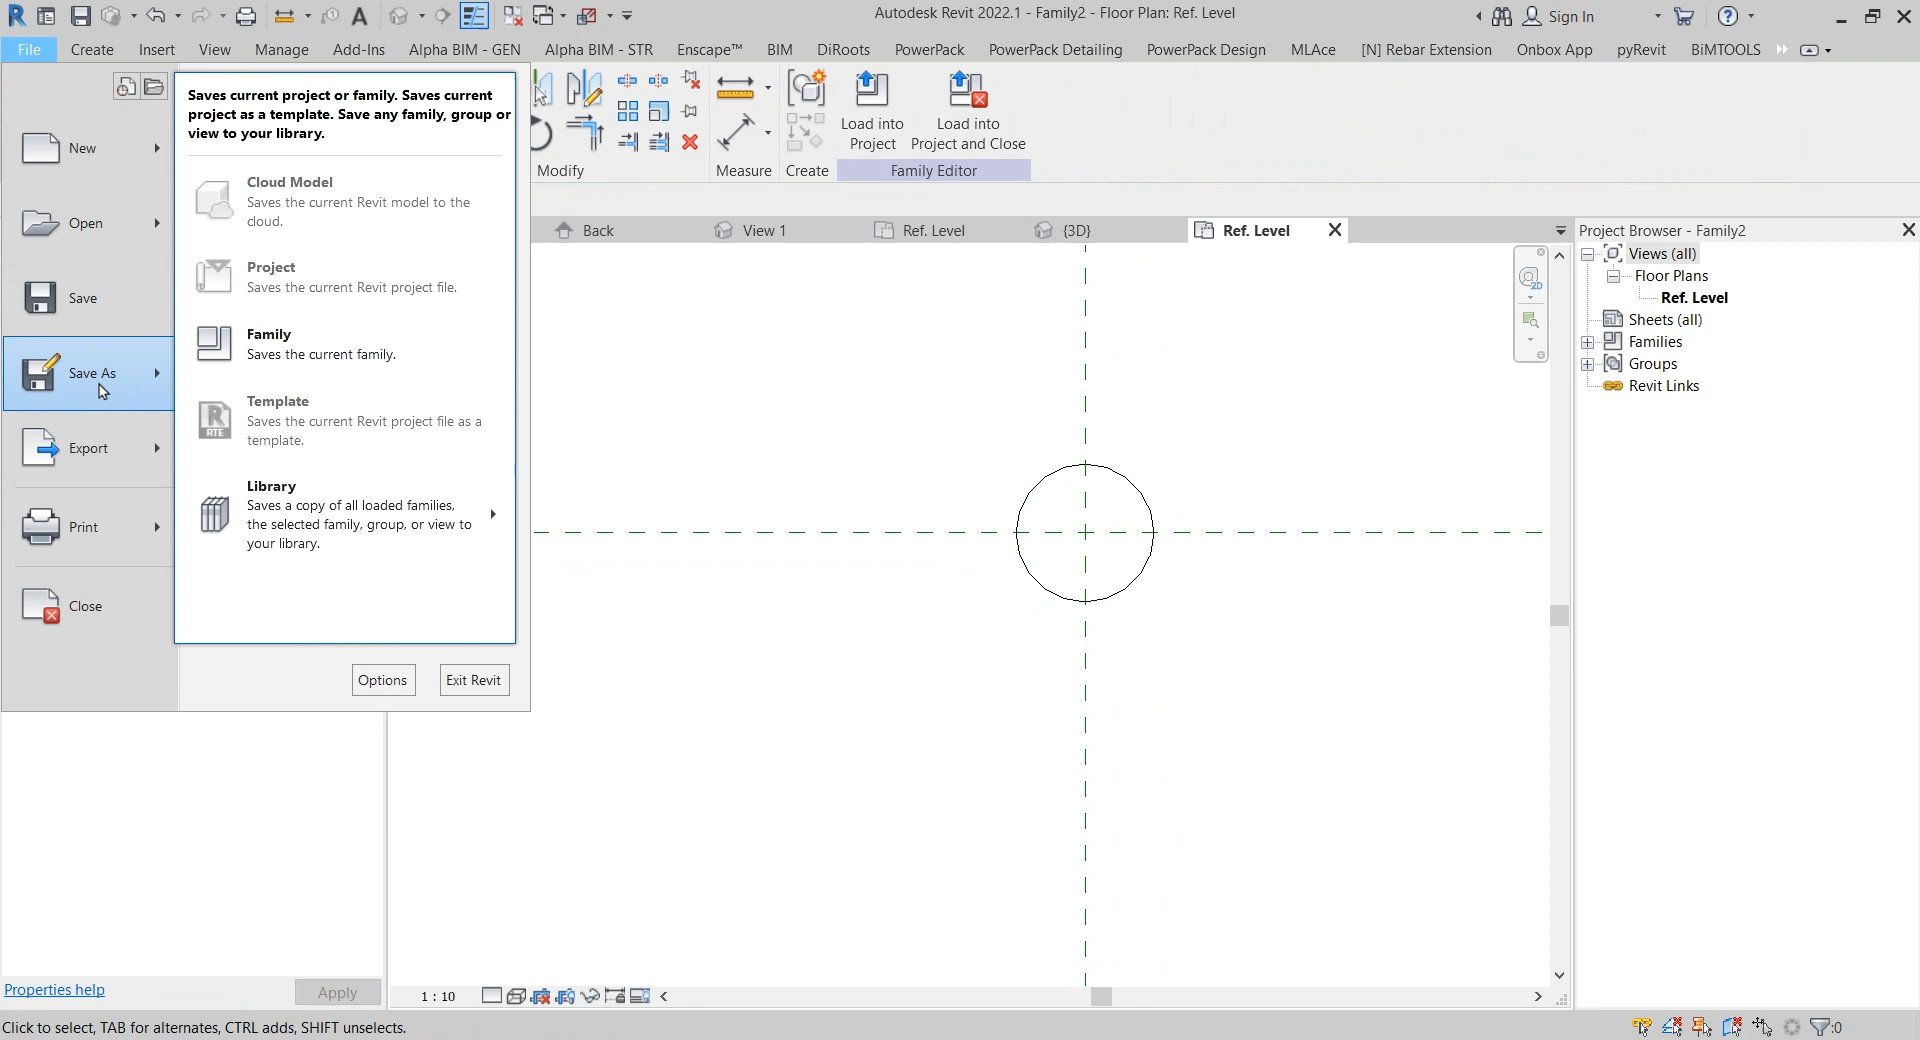 Autodesk Revit 2022.1 - Family2 - Floor Plan: Ref. Level
Sign In
File Create Insert View Manage Add-Ins Alpha BIM - GEN Alpha BIM - STR Enscape™ BIM DiRoots PowerPack PowerPack Detailing PowerPack Design MLAce [N] Rebar Extension Onbox App pyRevit BiMTOOLS
New
Open
Save
Save As
Export
Print
Close
Saves current project or family. Saves current
project as a template. Save any family, group or
view to your library.
Cloud Model
Saves the current Revit model to the
cloud.
Project
Saves the current Revit project file.
Family
Saves the current family.
Template
Saves the current Revit project file as a
template.
RTE
Library
Saves a copy of all loaded families,
the selected family, group, or view to
your library.
Options Exit Revit
Load into
Project
Load into
Project and Close
Modify Measure Create Family Editor
Back View 1 Ref. Level {3D} Ref. Level
2D
Project Browser - Family2
Views (all)
Floor Plans
Ref. Level
Sheets (all)
Families
Groups
Revit Links
Properties help Apply
1 : 10
Click to select, TAB for alternates, CTRL adds, SHIFT unselects.
:0